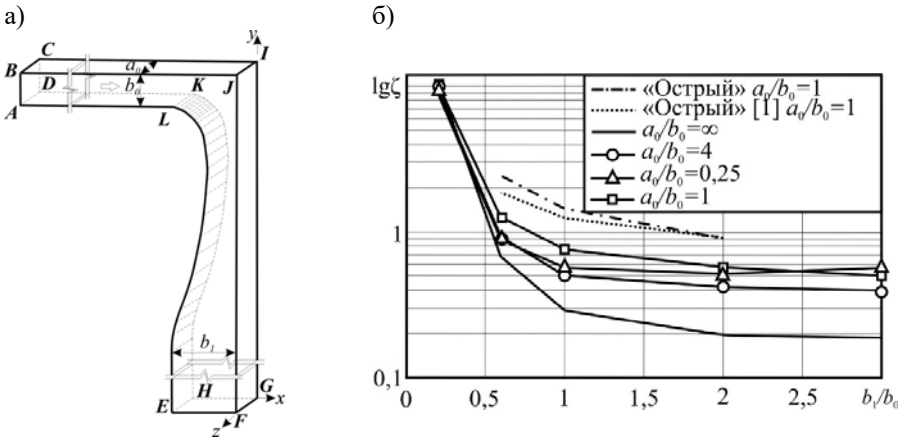 а)
C
B
D
A
a₀
b₀
K
L
J
y
I
b₁
E
H
G
F
x
z
б)
lgζ
1
0,1
0
0,5
1
1,5
2
2,5
b₁/b₀
«Острый» a₀/b₀=1
«Острый» [1] a₀/b₀=1
a₀/b₀=∞
a₀/b₀=4
a₀/b₀=0,25
a₀/b₀=1